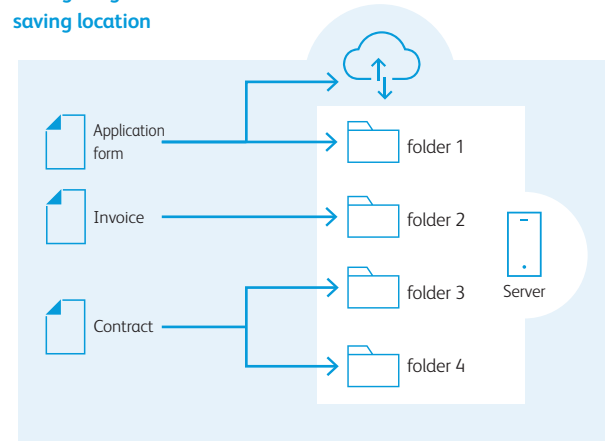 saving location
Application
form
folder 1
Invoice
folder 2
folder 3
Server
Contract
folder 4